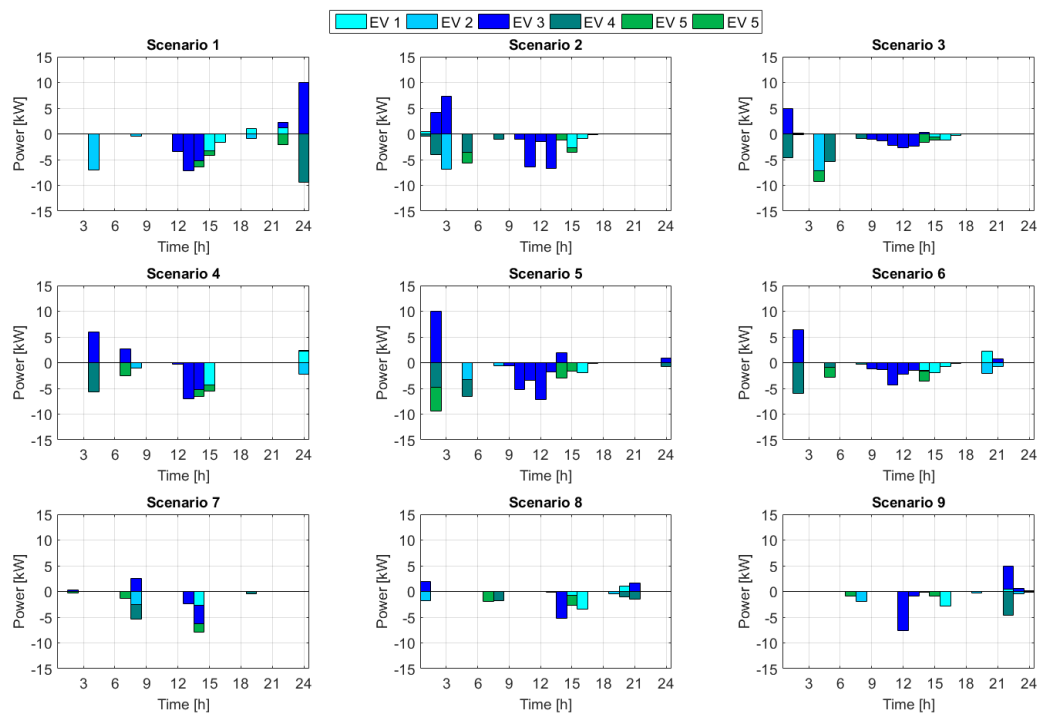 EV 1 EV 2 EV 3 EV 4 EV 5 EV 5
Scenario 1
Power [kW]
15
10
5
0
-5
-10
-15
3 6 9 12 15 18 21 24
Time [h]
Scenario 2
Power [kW]
15
10
5
0
-5
-10
-15
3 6 9 12 15 18 21 24
Time [h]
Scenario 3
Power [kW]
15
10
5
0
-5
-10
-15
3 6 9 12 15 18 21 24
Time [h]
Scenario 4
Power [kW]
15
10
5
0
-5
-10
-15
3 6 9 12 15 18 21 24
Time [h]
Scenario 5
Power [kW]
15
10
5
0
-5
-10
-15
3 6 9 12 15 18 21 24
Time [h]
Scenario 6
Power [kW]
15
10
5
0
-5
-10
-15
3 6 9 12 15 18 21 24
Time [h]
Scenario 7
Power [kW]
15
10
5
0
-5
-10
-15
3 6 9 12 15 18 21 24
Time [h]
Scenario 8
Power [kW]
15
10
5
0
-5
-10
-15
3 6 9 12 15 18 21 24
Time [h]
Scenario 9
Power [kW]
15
10
5
0
-5
-10
-15
3 6 9 12 15 18 21 24
Time [h]